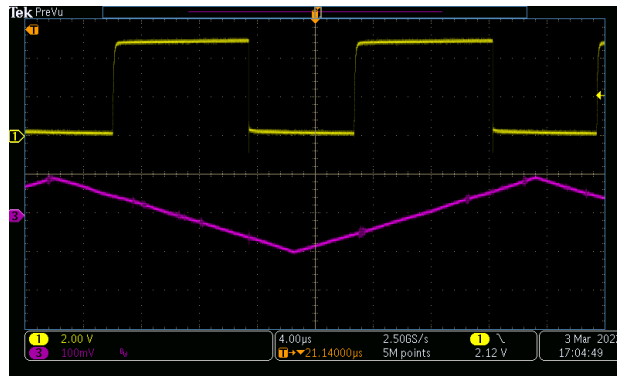 Tek PreVu
T
1
3
1 2.00 V
3 100mV
4.00µs
2.50GS/s
1
T→▼21.14000µs
5M points
2.12 V
3 Mar 202
17:04:49